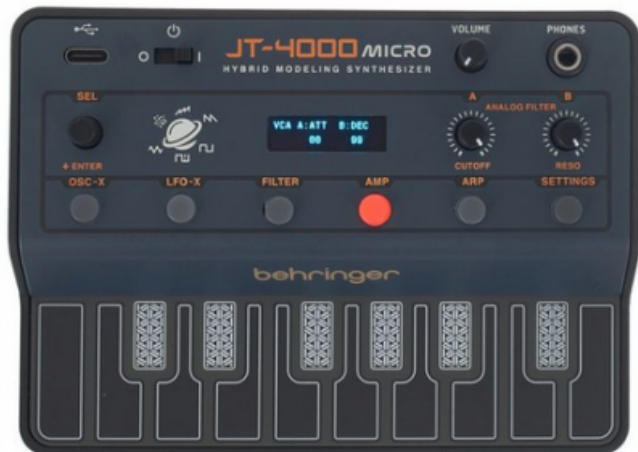 JT-4000 MICRO
HYBRID MODELING SYNTHESIZER
VOLUME
PHONES
O
I
SEL
+ ENTER
VCA A:ATT B:DEC
00 99
A
ANALOG FILTER
B
CUTOFF
RESO
OSC-X
LFO-X
FILTER
AMP
ARP
SETTINGS
behringer